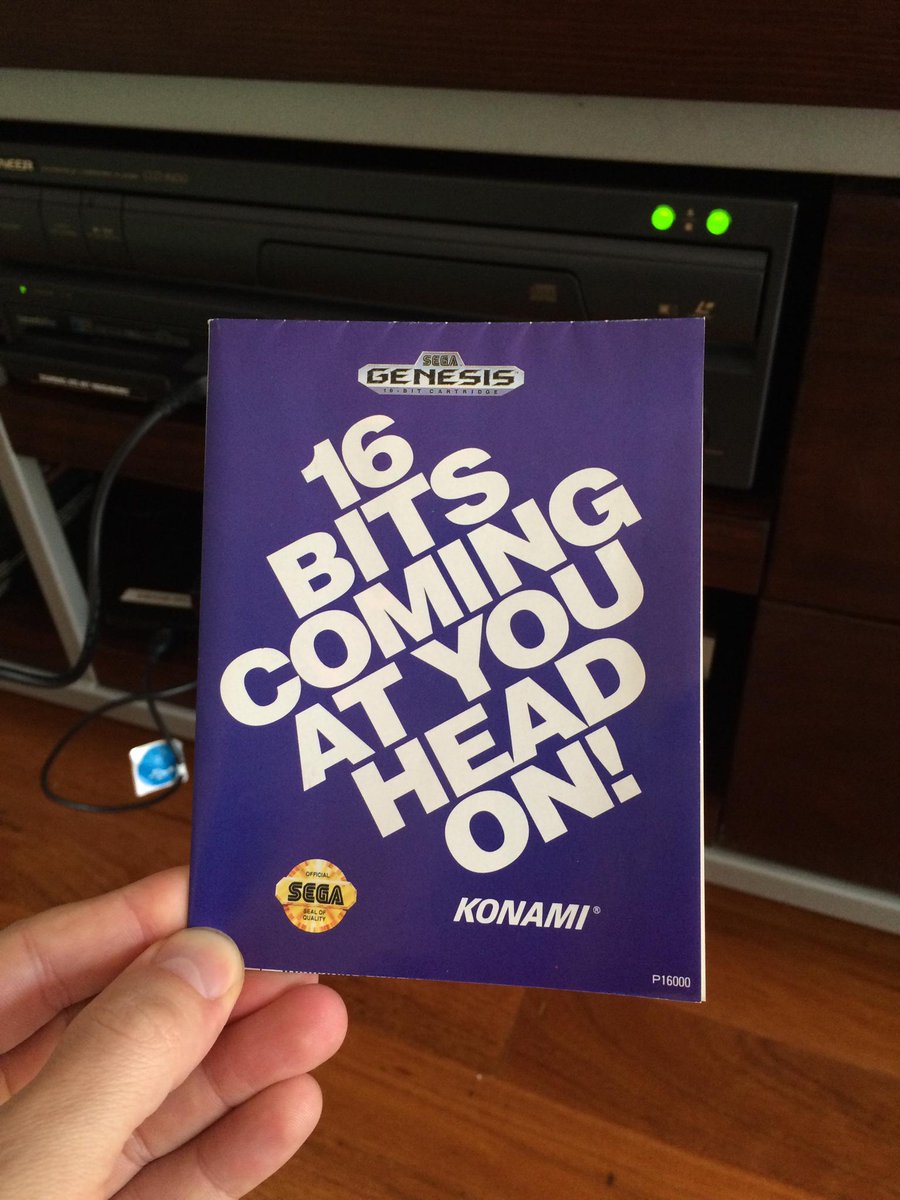 SEGA
GENESIS
16-BIT CARTRIDGE
16
BITS
COMING
AT YOU
HEAD
ON!
OFFICIAL
SEGA
SEAL OF
QUALITY
KONAMI®
P16000